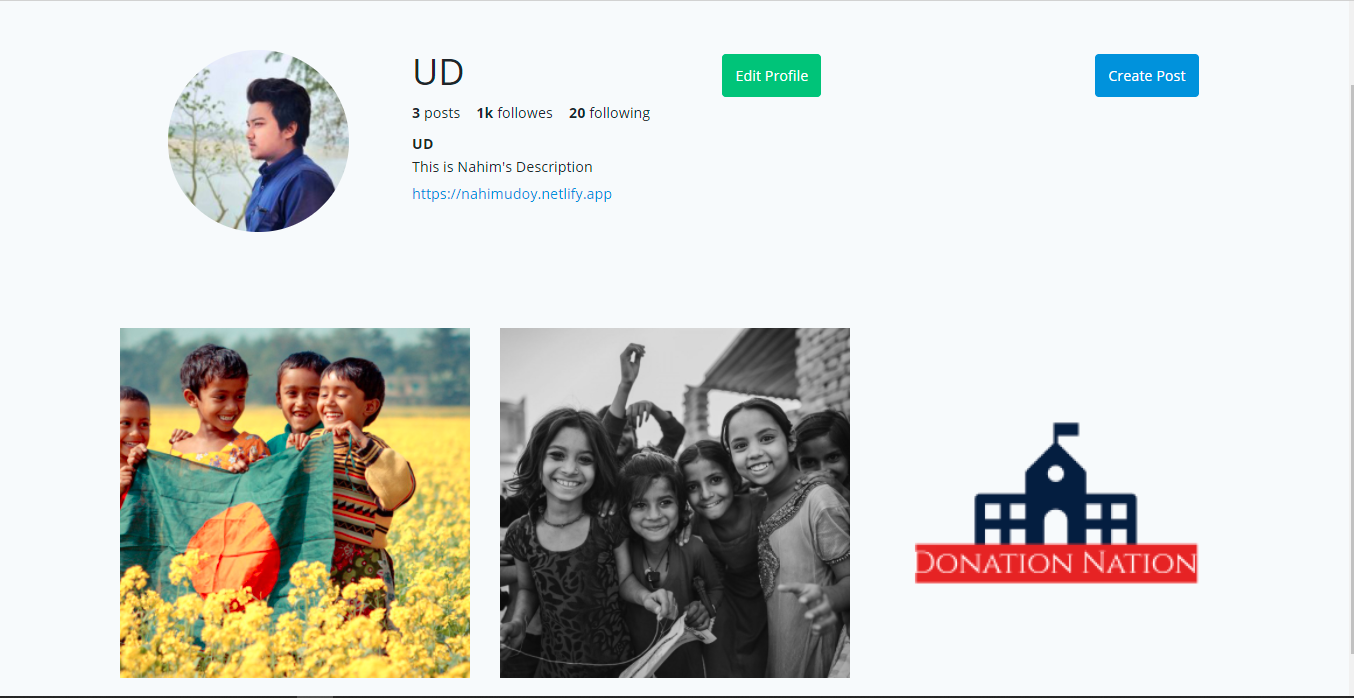 UD
Edit Profile
Create Post
3 posts 1k followes 20 following
UD
This is Nahim's Description
https://nahimudoy.netlify.app
DONATION NATION